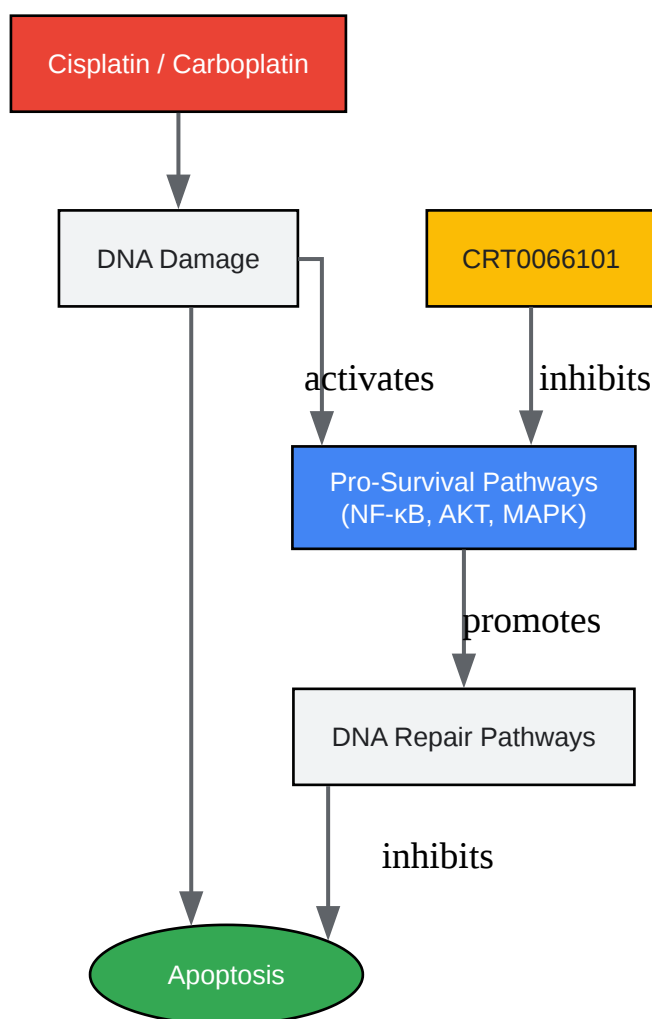 Cisplatin / Carboplatin
DNA Damage
CRT0066101
activates
inhibits
Pro-Survival Pathways
(NF-κB, AKT, MAPK)
promotes
DNA Repair Pathways
inhibits
Apoptosis